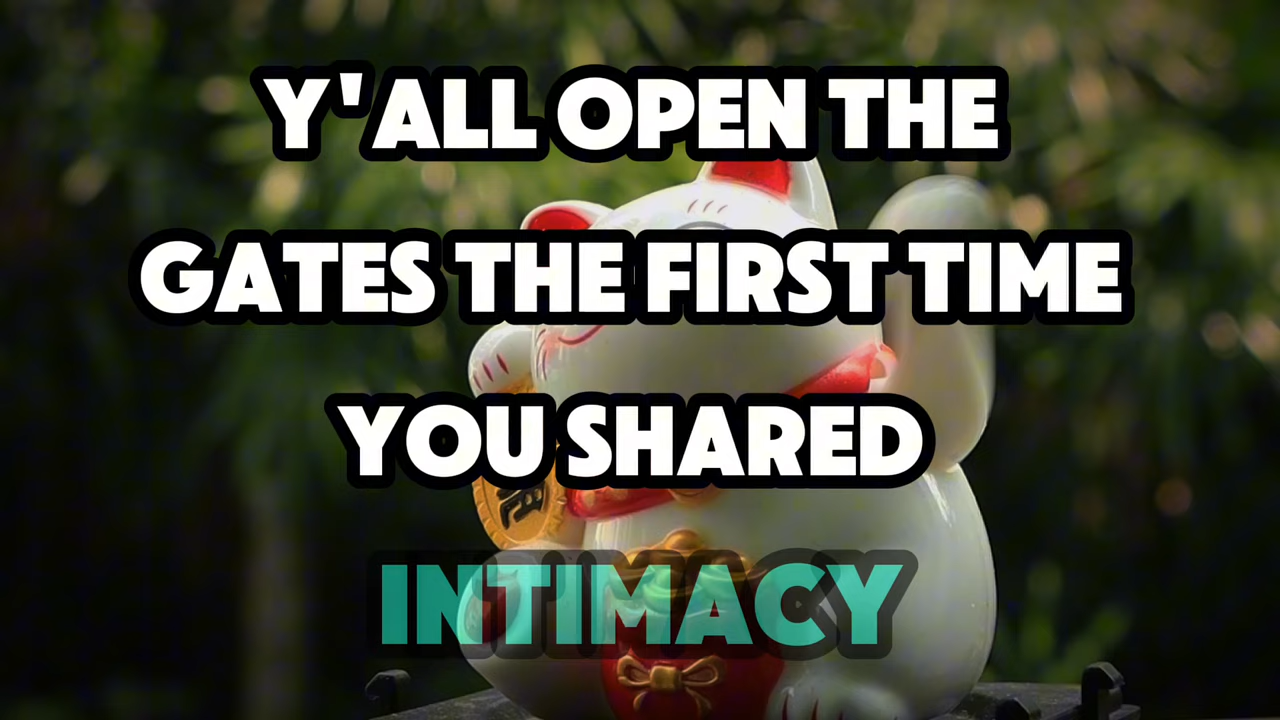 Y'ALL OPEN THE
GATES THE FIRST TIME
YOU SHARED
INTIMACY